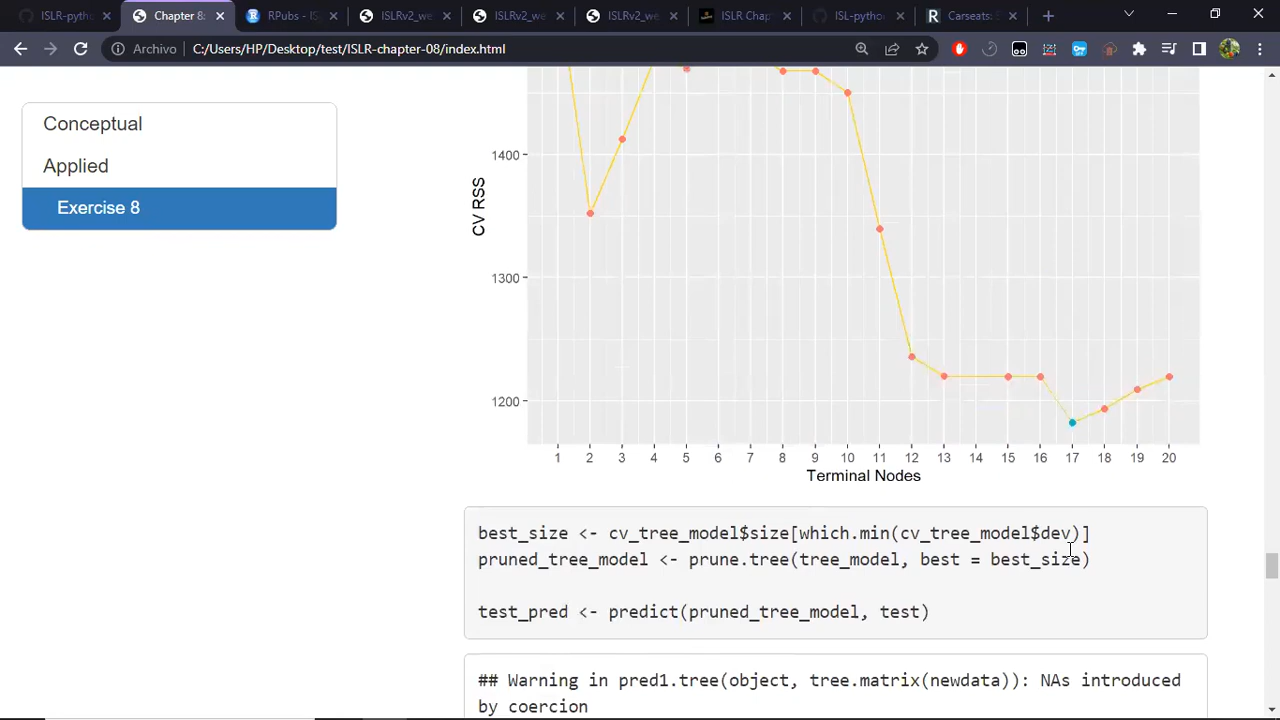 ISLR-pytho
Chapter 8:
RPubs - IS
ISLRv2_we
ISLRv2_we
ISLRv2_we
ISLR Chap
ISL-pytho
Carseats: 
Archivo
C:/Users/HP/Desktop/test/ISLR-chapter-08/index.html
Conceptual
Applied
Exercise 8
CV RSS
1400
1300
1200
1 2 3 4 5 6 7 8 9 10 11 12 13 14 15 16 17 18 19 20
Terminal Nodes
best_size <- cv_tree_model$size[which.min(cv_tree_model$dev)]
pruned_tree_model <- prune.tree(tree_model, best = best_size)
test_pred <- predict(pruned_tree_model, test)
## Warning in pred1.tree(object, tree.matrix(newdata)): NAs introduced
by coercion